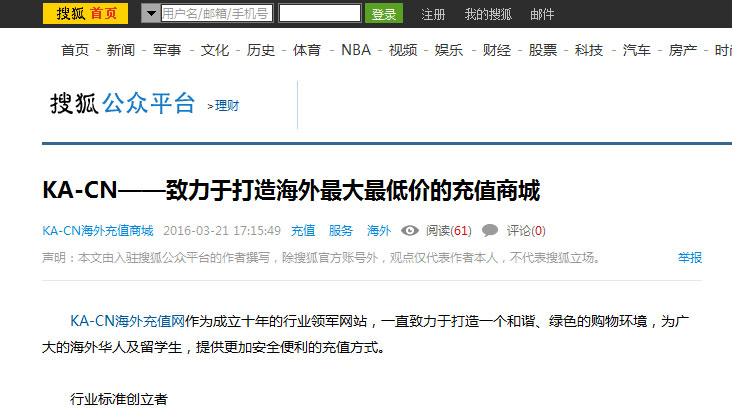 搜狐 首页 用户名/邮箱/手机号 登录 注册 我的搜狐 邮件
首页 - 新闻 - 军事 - 文化 - 历史 - 体育 - NBA - 视频 - 娱乐 - 财经 - 股票 - 科技 - 汽车 - 房产 - 时尚
搜狐 公众平台 >理财
KA-CN——致力于打造海外最大最低价的充值商城
KA-CN海外充值商城 2016-03-21 17:15:49 充值 服务 海外 阅读(61) 评论(0)
声明：本文由入驻搜狐公众平台的作者撰写，除搜狐官方账号外，观点仅代表作者本人，不代表搜狐立场。 举报
KA-CN海外充值网作为成立十年的行业领军网站，一直致力于打造一个和谐、绿色的购物环境，为广
大的海外华人及留学生，提供更加安全便利的充值方式。
行业标准创立者